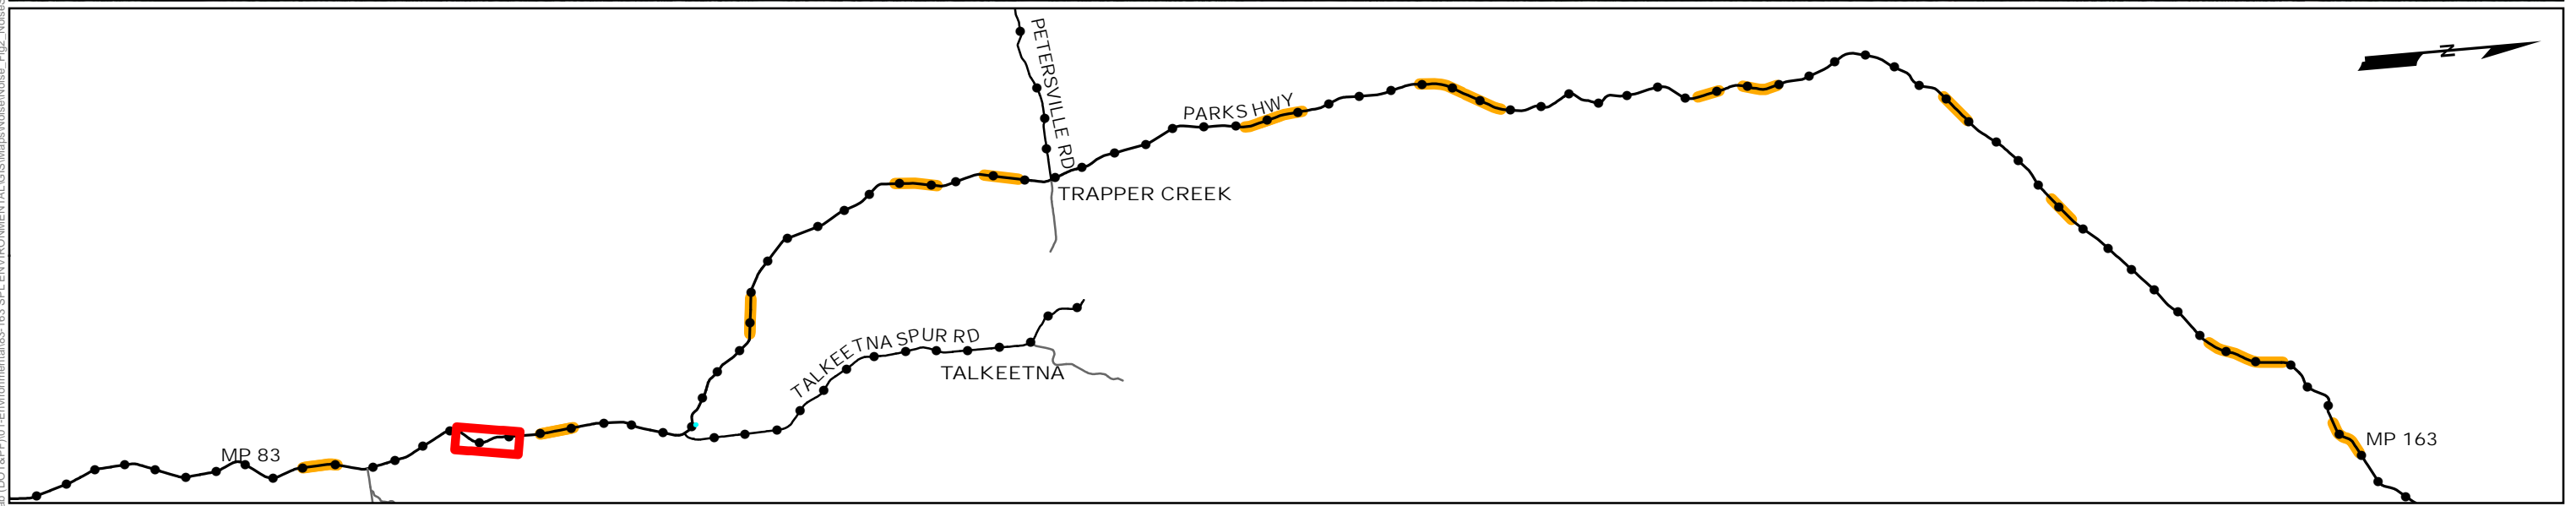 PETERSVILLE RD
N
PARKS HWY
TRAPPER CREEK
TALKEETNA SPUR RD
TALKEETNA
MP 83
MP 163